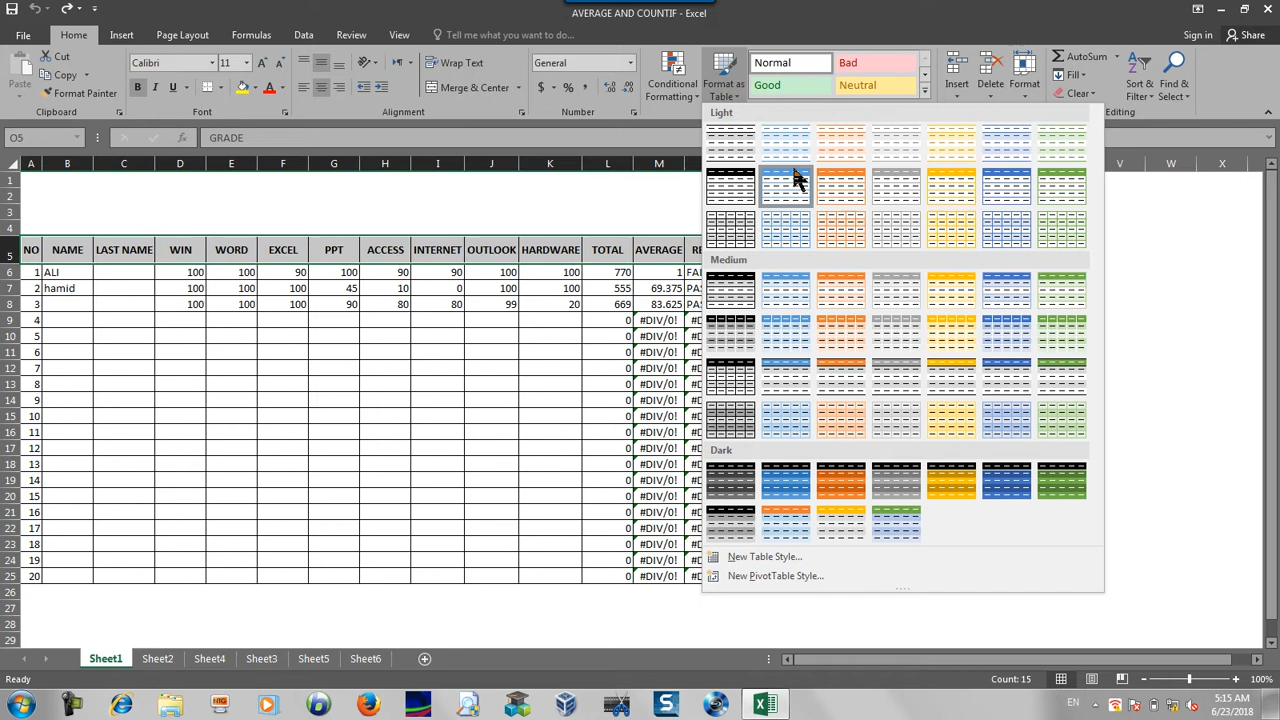 AVERAGE AND COUNTIF - Excel
File Home Insert Page Layout Formulas Data Review View Tell me what you want to do... Sign in Share
Cut
Copy
Format Painter
Paste
Clipboard
Calibri 11
B I U
Font
Wrap Text
Merge & Center
Alignment
General
$ % ,
Number
Conditional Formatting
Format as Table
Normal Bad
Good Neutral
Insert Delete Format
Cells
AutoSum
Fill
Clear
Sort & Filter
Find & Select
Editing
O5 GRADE
A B C D E F G H I J K L M V W X
1
2
3
4
5 NO NAME LAST NAME WIN WORD EXCEL PPT ACCESS INTERNET OUTLOOK HARDWARE TOTAL AVERAGE
6 1 ALI 100 100 90 100 90 90 100 100 770 1
7 2 hamid 100 100 100 45 10 0 100 100 555 69.375
8 3 100 100 100 90 80 80 99 20 669 83.625
9 4 0 #DIV/0!
10 5 0 #DIV/0!
11 6 0 #DIV/0!
12 7 0 #DIV/0!
13 8 0 #DIV/0!
14 9 0 #DIV/0!
15 10 0 #DIV/0!
16 11 0 #DIV/0!
17 12 0 #DIV/0!
18 13 0 #DIV/0!
19 14 0 #DIV/0!
20 15 0 #DIV/0!
21 16 0 #DIV/0!
22 17 0 #DIV/0!
23 18 0 #DIV/0!
24 19 0 #DIV/0!
25 20 0 #DIV/0!
26
27
28
29
Light
Medium
Dark
New Table Style...
New PivotTable Style...
Sheet1 Sheet2 Sheet4 Sheet3 Sheet5 Sheet6
Ready Count: 15 100%
EN 5:15 AM
6/23/2018